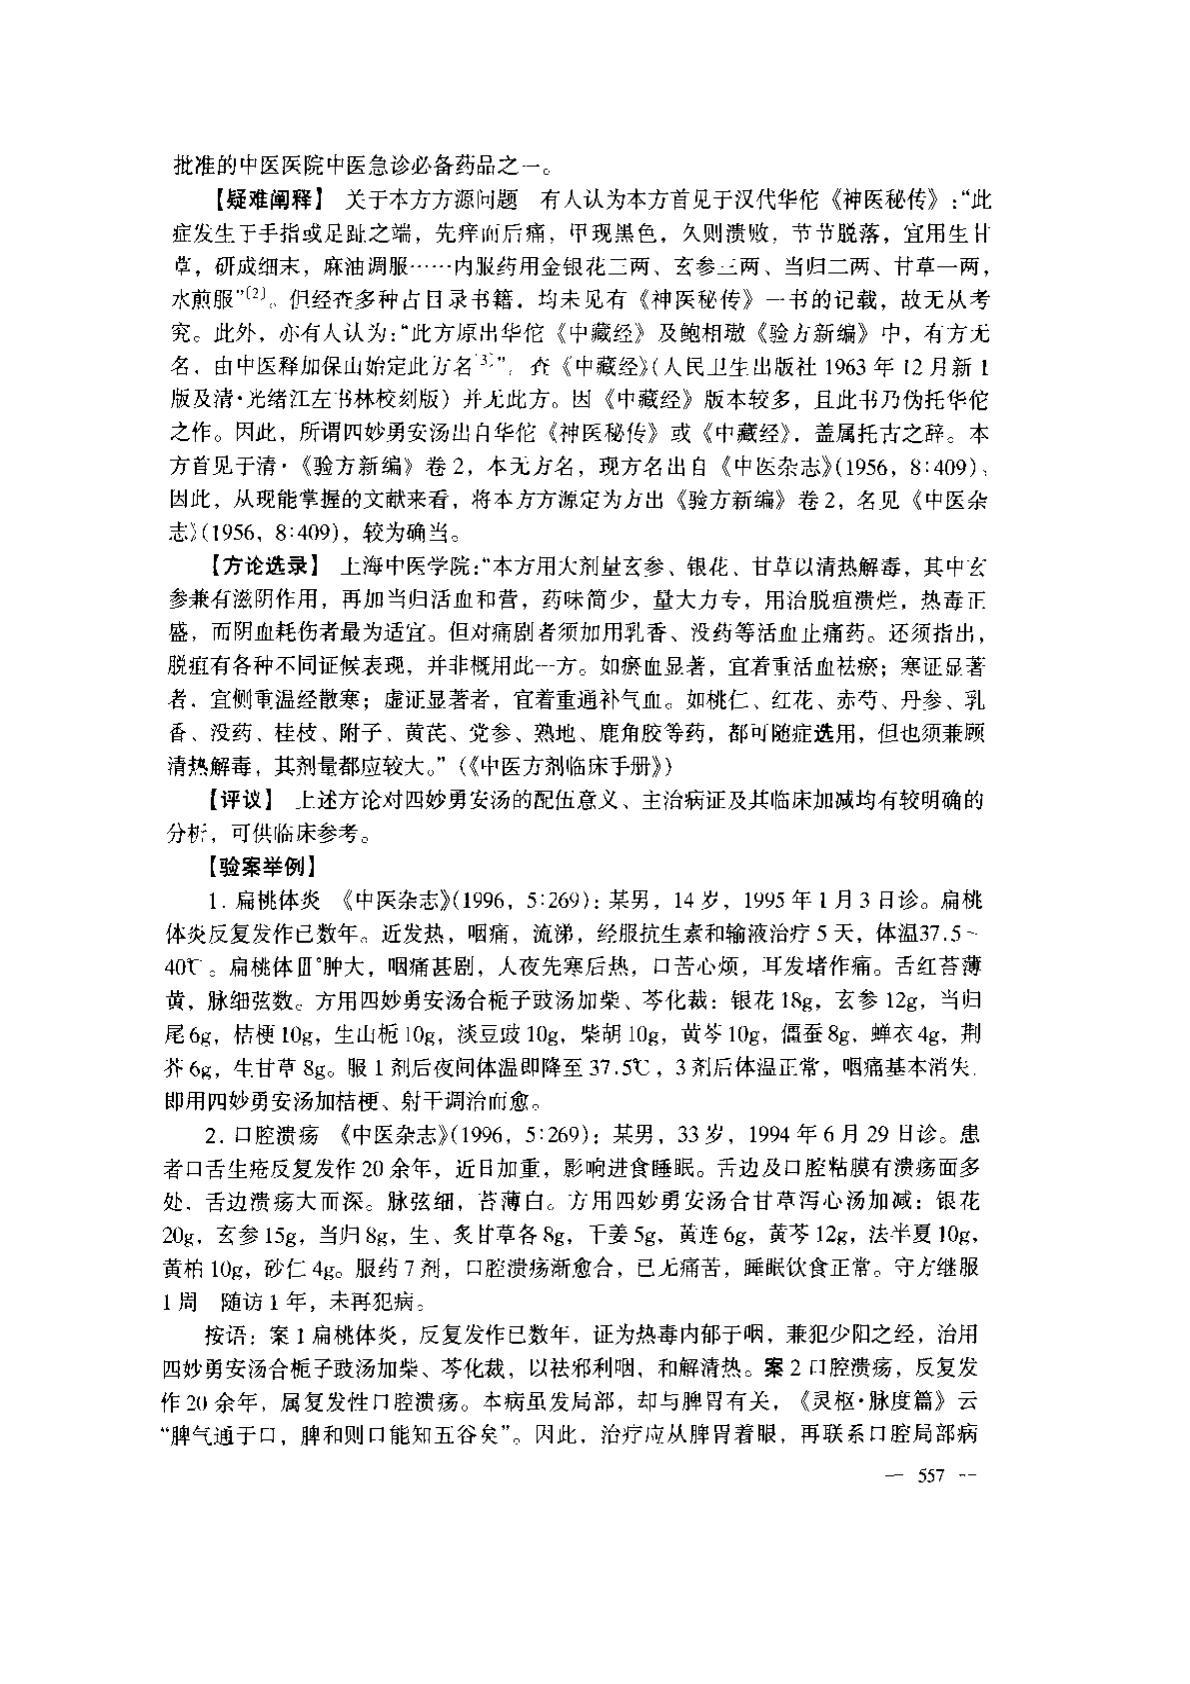 批准的中医医院中医急诊必备药品之一。
【疑难阐释】 关于本方方源问题 有人认为本方首见于汉代华佗《神医秘传》：“此
症发生于手指或足趾之端，先痒而后痛，甲现黑色，久则溃败，节节脱落，宜用生甘
草，研成细末，麻油调服……内服药用金银花三两、玄参三两、当归二两、甘草一两，
水煎服”〔2〕。但经查多种古目录书籍，均未见有《神医秘传》一书的记载，故无从考
究。此外，亦有人认为：“此方原出华佗《中藏经》及鲍相璈《验方新编》中，有方无
名，由中医释加保山始定此方名〔3〕”。查《中藏经》（人民卫生出版社 1963 年 12 月新 1
版及清·光绪江左书林校刻版）并无此方。因《中藏经》版本较多，且此书乃伪托华佗
之作。因此，所谓四妙勇安汤出自华佗《神医秘传》或《中藏经》，盖属托古之辞。本
方首见于清·《验方新编》卷 2，本无方名，现方名出自《中医杂志》（1956，8∶409）、
因此，从现能掌握的文献来看，将本方方源定为方出《验方新编》卷 2，名见《中医杂
志》（1956，8∶409），较为确当。
【方论选录】 上海中医学院：“本方用大剂量玄参、银花、甘草以清热解毒，其中玄
参兼有滋阴作用，再加当归活血和营，药味简少，量大力专，用治脱疽溃烂，热毒正
盛，而阴血耗伤者最为适宜。但对痛剧者须加用乳香、没药等活血止痛药。还须指出，
脱疽有各种不同证候表现，并非概用此一方。如瘀血显著，宜着重活血祛瘀；寒证显著
者，宜侧重温经散寒；虚证显著者，宜着重通补气血。如桃仁、红花、赤芍、丹参、乳
香、没药、桂枝、附子、黄芪、党参、熟地、鹿角胶等药，都可随症选用，但也须兼顾
清热解毒，其剂量都应较大。”（《中医方剂临床手册》）
【评议】 上述方论对四妙勇安汤的配伍意义、主治病证及其临床加减均有较明确的
分析，可供临床参考。
【验案举例】
1. 扁桃体炎 《中医杂志》（1996，5∶269）：某男，14 岁，1995 年 1 月 3 日诊。扁桃
体炎反复发作已数年。近发热，咽痛，流涕，经服抗生素和输液治疗 5 天，体温37.5～
40℃。扁桃体Ⅲ°肿大，咽痛甚剧，入夜先寒后热，口苦心烦，耳发堵作痛。舌红苔薄
黄，脉细弦数。方用四妙勇安汤合栀子豉汤加柴、芩化裁：银花 18g，玄参 12g，当归
尾 6g，桔梗 10g，生山栀 10g，淡豆豉 10g，柴胡 10g，黄芩 10g，僵蚕 8g，蝉衣 4g，荆
芥 6g，生甘草 8g。服 1 剂后夜间体温即降至 37.5℃，3 剂后体温正常，咽痛基本消失，
即用四妙勇安汤加桔梗、射干调治而愈。
2. 口腔溃疡 《中医杂志》（1996，5∶269）：某男，33 岁，1994 年 6 月 29 日诊。患
者口舌生疮反复发作 20 余年，近日加重，影响进食睡眠。舌边及口腔粘膜有溃疡面多
处，舌边溃疡大而深。脉弦细，苔薄白。方用四妙勇安汤合甘草泻心汤加减：银花
20g，玄参 15g，当归 8g，生、炙甘草各 8g，干姜 5g，黄连 6g，黄芩 12g，法半夏 10g，
黄柏 10g，砂仁 4g。服药 7 剂，口腔溃疡渐愈合，已无痛苦，睡眠饮食正常。守方继服
1 周 随访 1 年，未再犯病。
按语：案 1 扁桃体炎，反复发作已数年，证为热毒内郁于咽，兼犯少阳之经，治用
四妙勇安汤合栀子豉汤加柴、芩化裁，以祛邪利咽，和解清热。案 2 口腔溃疡，反复发
作 20 余年，属复发性口腔溃疡。本病虽发局部，却与脾胃有关，《灵枢·脉度篇》云
“脾气通于口，脾和则口能知五谷矣”。因此，治疗应从脾胃着眼，再联系口腔局部病
— 557 —